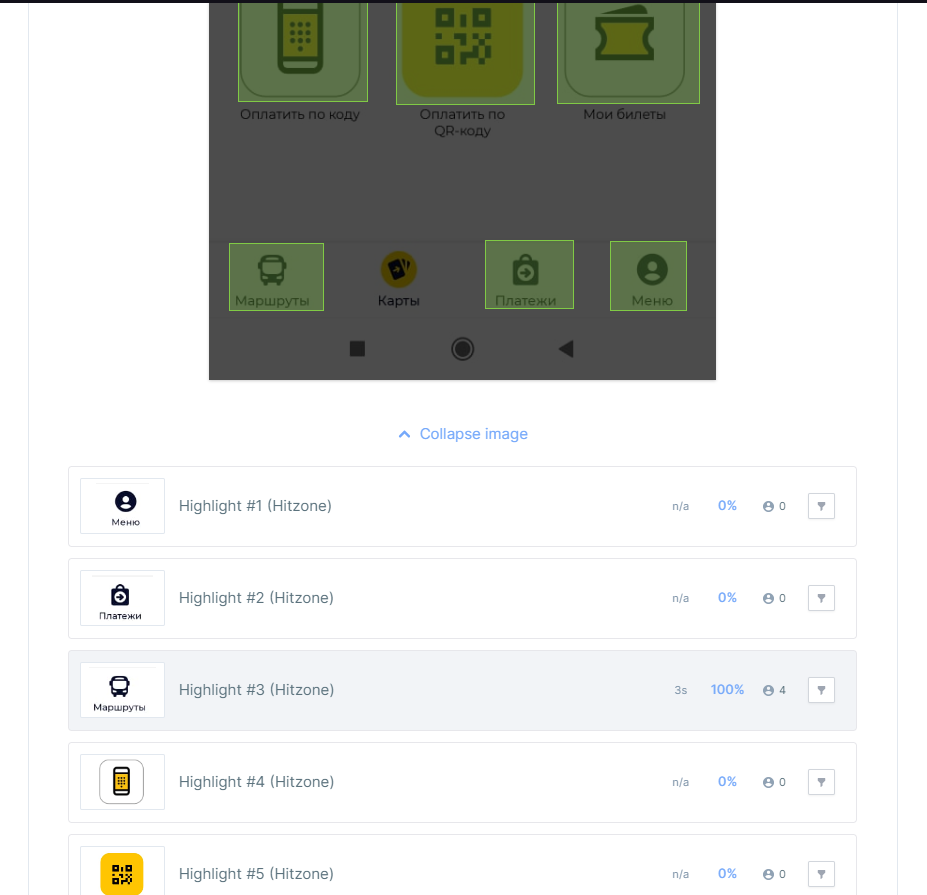 Оплатить по коду
Оплатить по
QR-коду
Мои билеты
Маршруты
Карты
Платежи
Меню
Collapse image
Меню
Highlight #1 (Hitzone)
n/a
0%
0
Платежи
Highlight #2 (Hitzone)
n/a
0%
0
Маршруты
Highlight #3 (Hitzone)
3s
100%
4
Highlight #4 (Hitzone)
n/a
0%
0
Highlight #5 (Hitzone)
n/a
0%
0